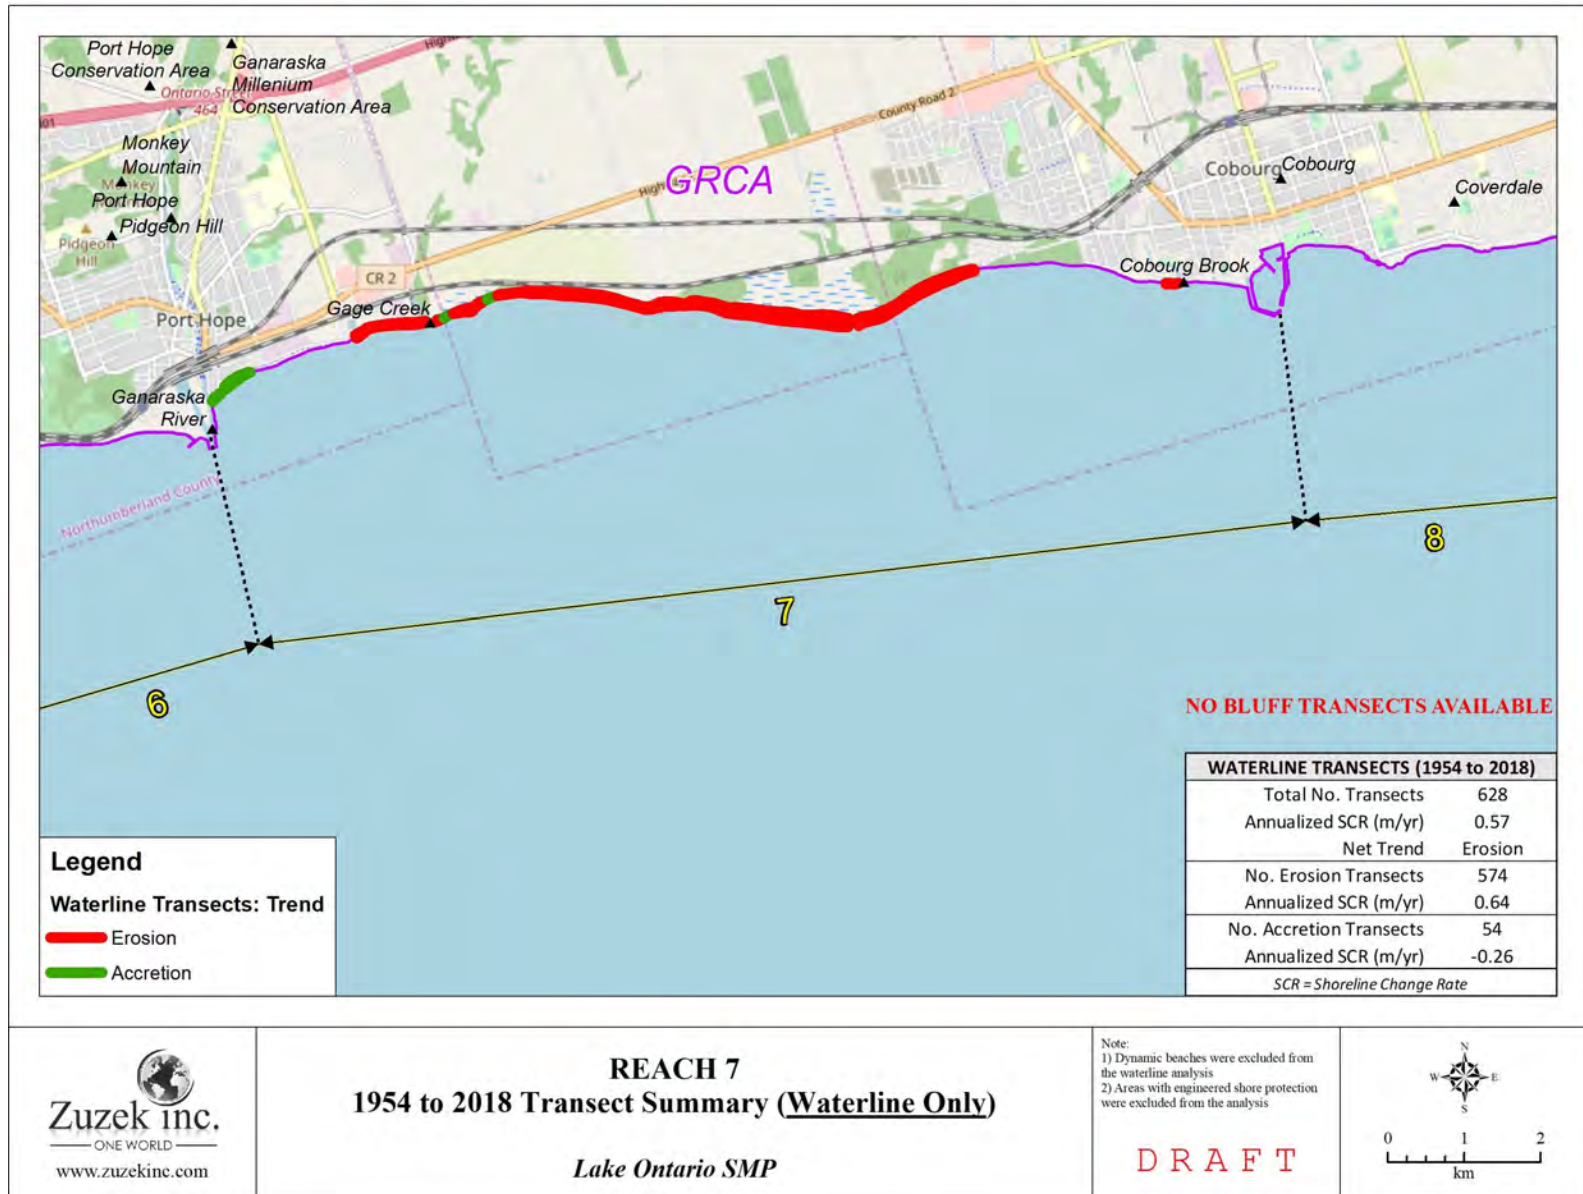 Port Hope
Conservation Area
Ganaraska
Millenium
Conservation Area
Ontario Street
464
401
Monkey
Mountain
Port Hope
Pidgeon Hill
Pidgeon
Hill
County Road 2
GRCA
Cobourg
Cobourg
Coverdale
CR 2
Gage Creek
Cobourg Brook
Port Hope
Ganaraska
River
Northumberland County
6
7
8
NO BLUFF TRANSECTS AVAILABLE
WATERLINE TRANSECTS (1954 to 2018)
Total No. Transects 628
Annualized SCR (m/yr) 0.57
Net Trend Erosion
No. Erosion Transects 574
Annualized SCR (m/yr) 0.64
No. Accretion Transects 54
Annualized SCR (m/yr) -0.26
SCR = Shoreline Change Rate
Legend
Waterline Transects: Trend
Erosion
Accretion
Zuzek inc.
ONE WORLD
www.zuzekinc.com
REACH 7
1954 to 2018 Transect Summary (Waterline Only)
Lake Ontario SMP
Note:
1) Dynamic beaches were excluded from
the waterline analysis
2) Areas with engineered shore protection
were excluded from the analysis
DRAFT
N
W E
S
0 1 2
km